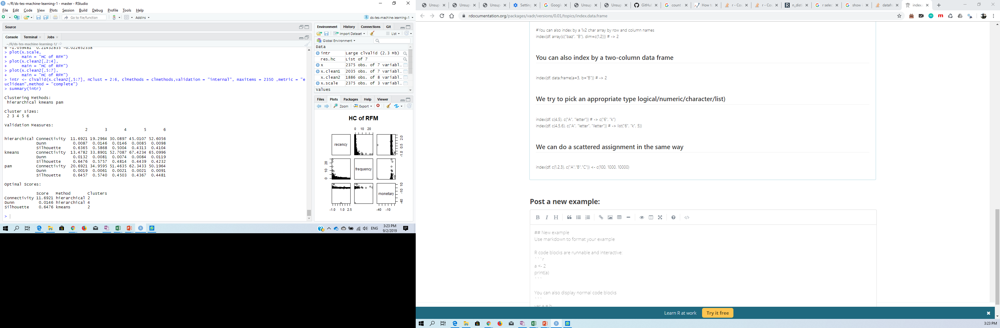 ~/R/ds-tes-machine-learning-1 - master - RStudio
File Edit Code View Plots Session Build Debug Profile Tools Help
Go to file/function Addins ds-tes-machine-learning-1
Source
Console Terminal Jobs
~/R/ds-tes-machine-learning-1/
6 -1.059481 0.21432835 -0.022652338
> plot(x.scale,
+ main = "HC of RFM")
> plot(x.clean2[,2:4],
+ main = "HC of RFM")
> plot(x.clean2[,5:7],
+ main = "HC of RFM")
> intr <- clValid(x.clean2[,5:7], nClust = 2:6, clMethods = clmethods,validation = "internal", maxitems = 2350 ,metric = "e
uclidean",method = "complete")
> summary(intr)
Clustering Methods:
hierarchical kmeans pam
Cluster sizes:
2 3 4 5 6
Validation Measures:
2 3 4 5 6
hierarchical Connectivity 11.6921 19.2964 30.0897 45.0107 52.6056
Dunn 0.0087 0.0146 0.0146 0.0085 0.0098
Silhouette 0.6365 0.5868 0.5004 0.4313 0.4104
kmeans Connectivity 13.4782 33.8901 52.7087 67.4234 65.0996
Dunn 0.0132 0.0081 0.0074 0.0084 0.0119
Silhouette 0.6476 0.5757 0.4814 0.4439 0.4232
pam Connectivity 20.6921 34.9595 51.4635 62.3433 50.1964
Dunn 0.0019 0.0061 0.0021 0.0021 0.0091
Silhouette 0.6457 0.5740 0.4503 0.4367 0.4481
Optimal Scores:
Score Method Clusters
Connectivity 11.6921 hierarchical 2
Dunn 0.0146 hierarchical 4
Silhouette 0.6476 kmeans 2
>
Environment History Connections Git
Import Dataset List
Global Environment
Data
intr Large clValid (2.3 Mb)
res.hc List of 7
x 2375 obs. of 7 variabl…
x.clean1 2035 obs. of 7 variabl…
x.clean2 1886 obs. of 8 variabl…
x.scale 2375 obs. of 3 variabl…
Values
Files Plots Packages Help Viewer
Zoom Export
HC of RFM
0 10 20
recency
-1.0 0.5 2.0
0 10 20
frequency
monetary
-40 -10 10
-1.0 1.0 2.5
-40 -10
ENG
3:23 PM
9/2/2019
Unsup Unsup Unsup Setting Google Unsup Unsup GitHu count How t r - Cou r - Cou n_dist r selec show datafr index.
rdocumentation.org/packages/vadr/versions/0.01/topics/index.data.frame
#You can also index by a 1x2 char array by row and column names
index(df, array(c("baz", "B"), dim=c(1,2))) # -> 2
You can also index by a two-column data frame
index(df, data.frame(a=3, b="B")) # -> 2
We try to pick an appropriate type logical/numeric/character/list)
index(df, c(4,5), c("A", "letter")) # -> c("6", "k")
index(df, c(4,5,6), c("A", "letter", "lletter")) # -> list("6", "k", 5))
We can do a scattered assignment in the same way
index(df, c(1,2,3), c("A","B","C")) <- c(100, 1000, 10000)
Post a new example:
B I H
## New example
Use markdown to format your example
R code blocks are runnable and interactive:
```r
a <- 2
print(a)
```
You can also display normal code blocks
```
var a = b
Learn R at work Try it free
3:23 PM